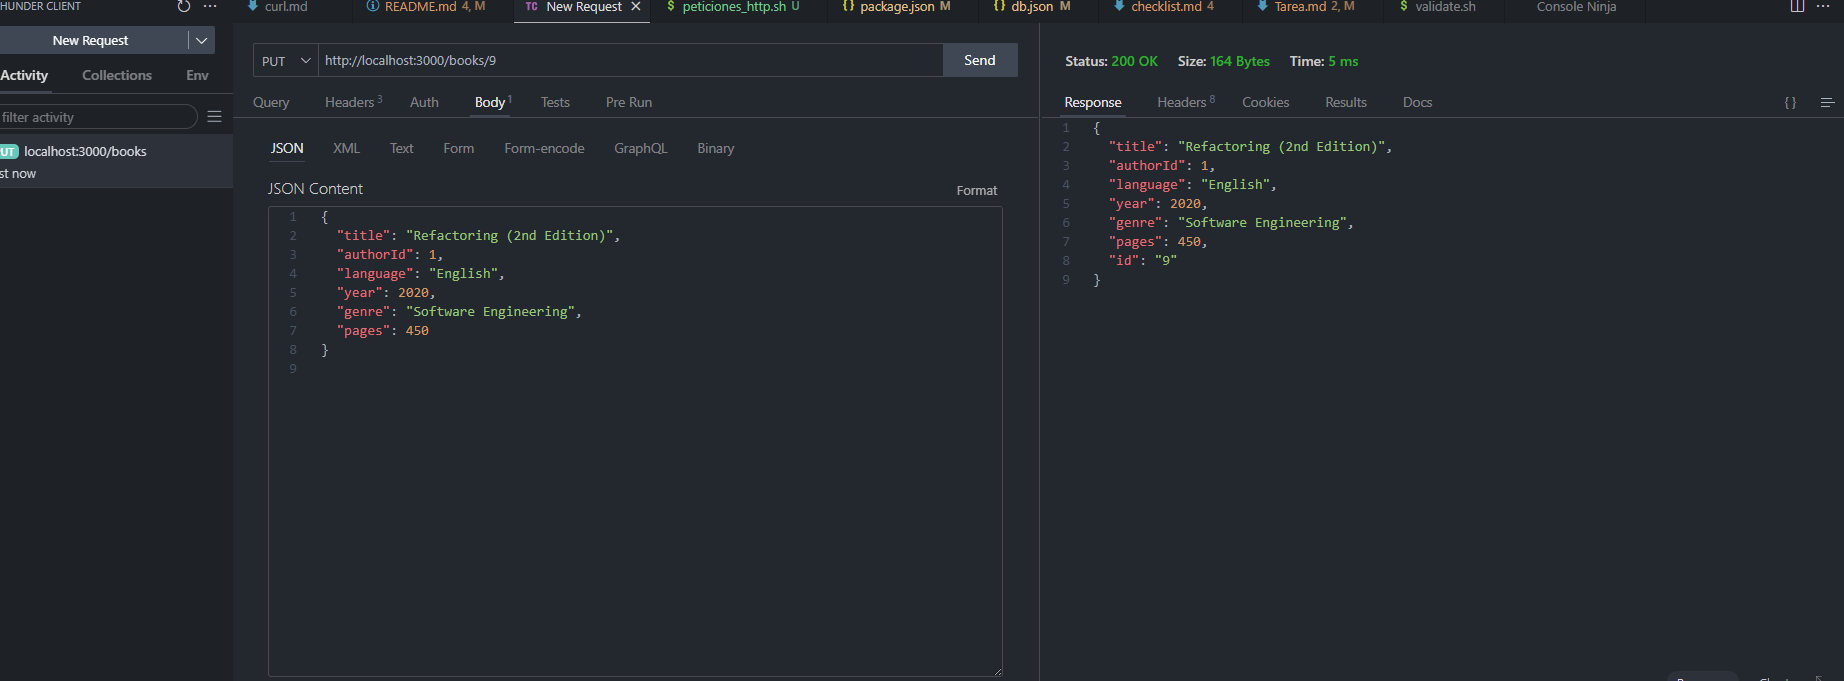 HUNDER CLIENT
curl.md
README.md 4, M
TC New Request
$ peticiones_http.sh U
{} package.json M
{} db.json M
checklist.md 4
Tarea.md 2, M
$ validate.sh
Console Ninja
New Request
Activity Collections Env
filter activity
UT localhost:3000/books
st now
PUT http://localhost:3000/books/9 Send
Query Headers 3 Auth Body 1 Tests Pre Run
JSON XML Text Form Form-encode GraphQL Binary
JSON Content Format
1 {
2 "title": "Refactoring (2nd Edition)",
3 "authorId": 1,
4 "language": "English",
5 "year": 2020,
6 "genre": "Software Engineering",
7 "pages": 450
8 }
9
Status: 200 OK Size: 164 Bytes Time: 5 ms
Response Headers 8 Cookies Results Docs {}
1 {
2 "title": "Refactoring (2nd Edition)",
3 "authorId": 1,
4 "language": "English",
5 "year": 2020,
6 "genre": "Software Engineering",
7 "pages": 450,
8 "id": "9"
9 }